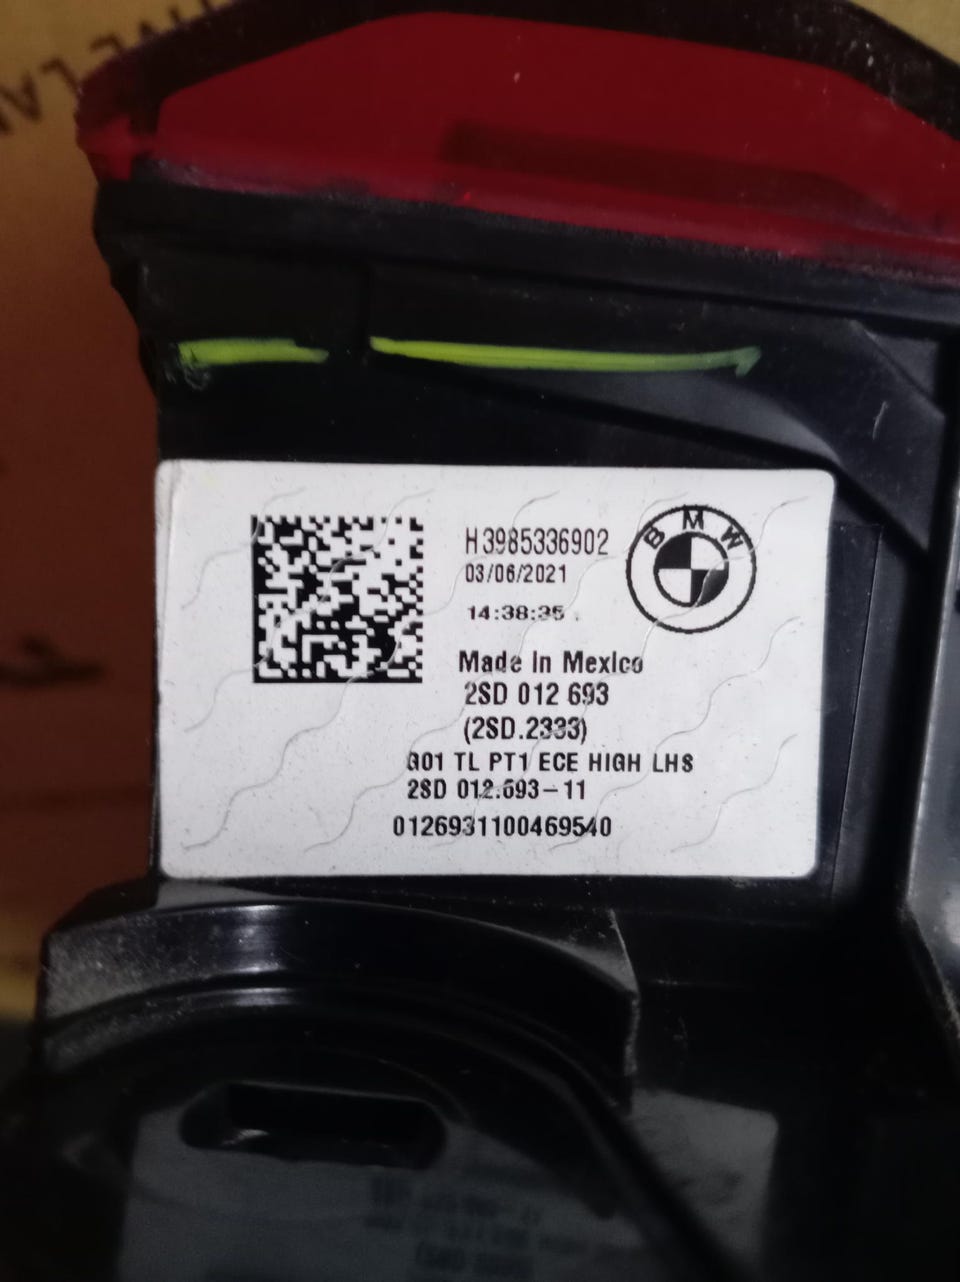 H3985336902
03/06/2021
14:38:35
BMW
Made In Mexico
2SD 012 693
(2SD.2333)
G01 TL PT1 ECE HIGH LHS
2SD 012.693-11
0126931100469540